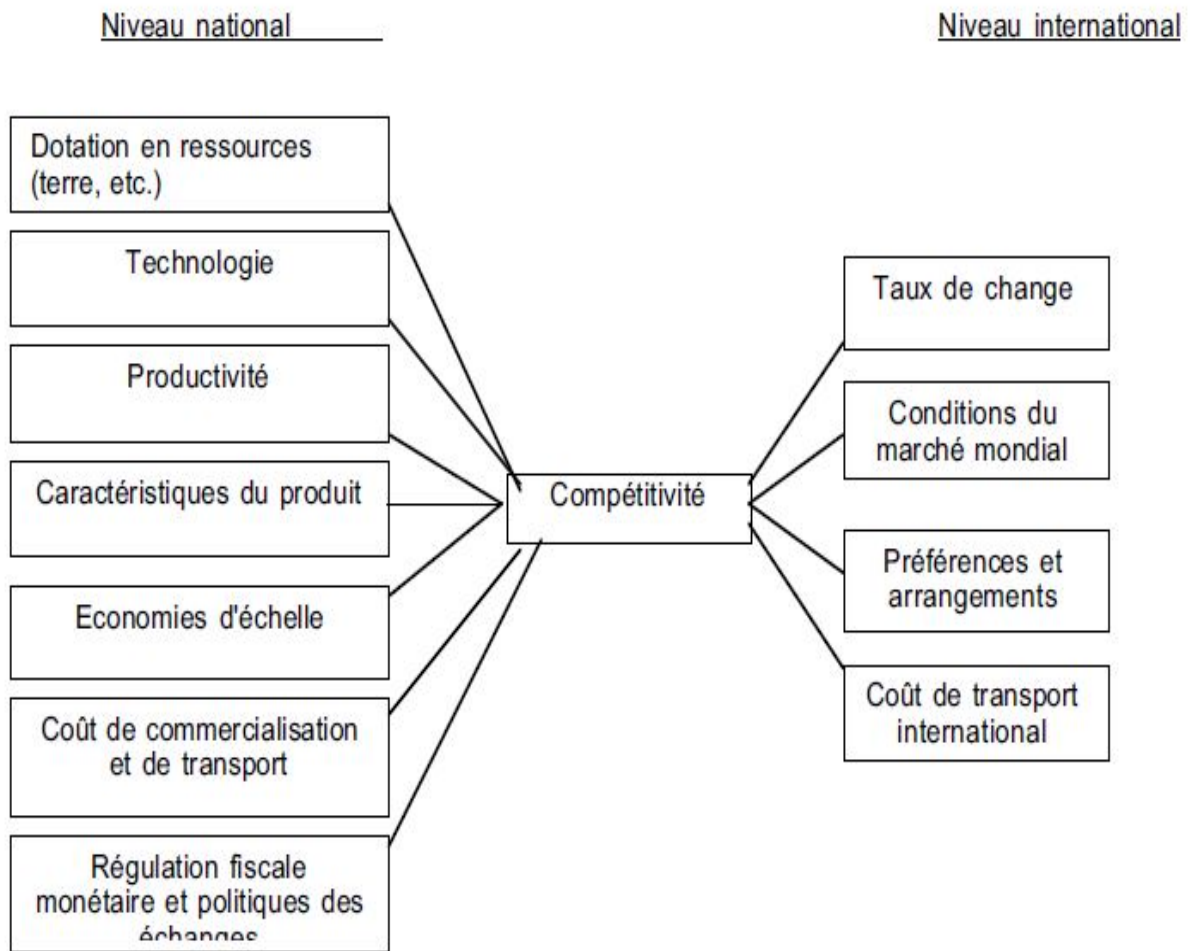 Niveau national
Niveau international
Dotation en ressources
(terre, etc.)
Technologie
Productivité
Caractéristiques du produit
Economies d'échelle
Coût de commercialisation
et de transport
Régulation fiscale
monétaire et politiques des
échanges
Compétitivité
Taux de change
Conditions du
marché mondial
Préférences et
arrangements
Coût de transport
international